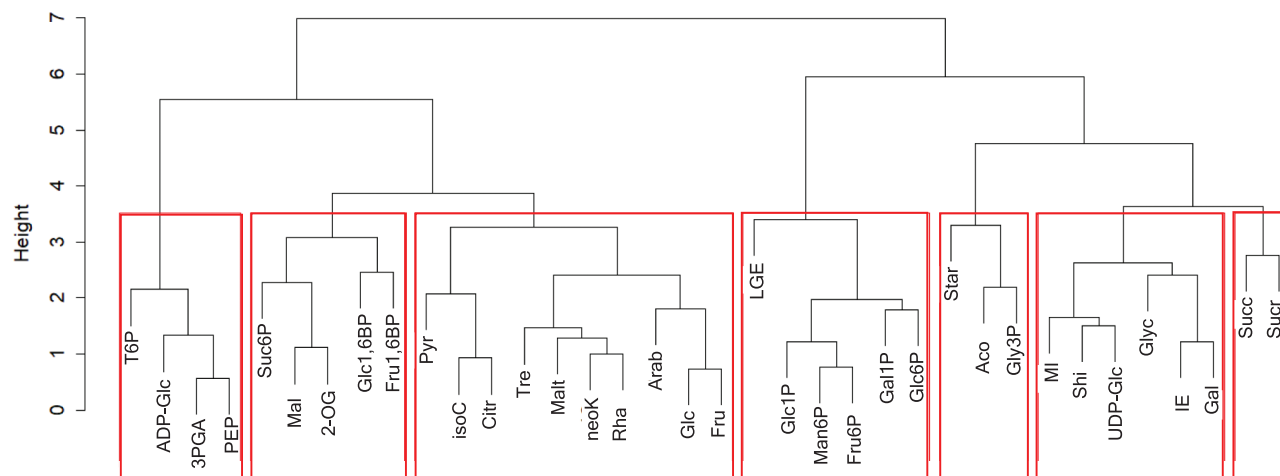 7
6
5
4
3
2
1
0
Height
T6P
ADP-Glc
3PGA
PEP
Suc6P
Mal
2-OG
Glc1,6BP
Fru1,6BP
Pyr
isoC
Citr
Tre
Malt
neoK
Rha
Arab
Glc
Fru
LGE
Glc1P
Man6P
Fru6P
Gal1P
Glc6P
Star
Aco
Gly3P
MI
Shi
UDP-Glc
Glyc
IE
Gal
Succ
Sucr